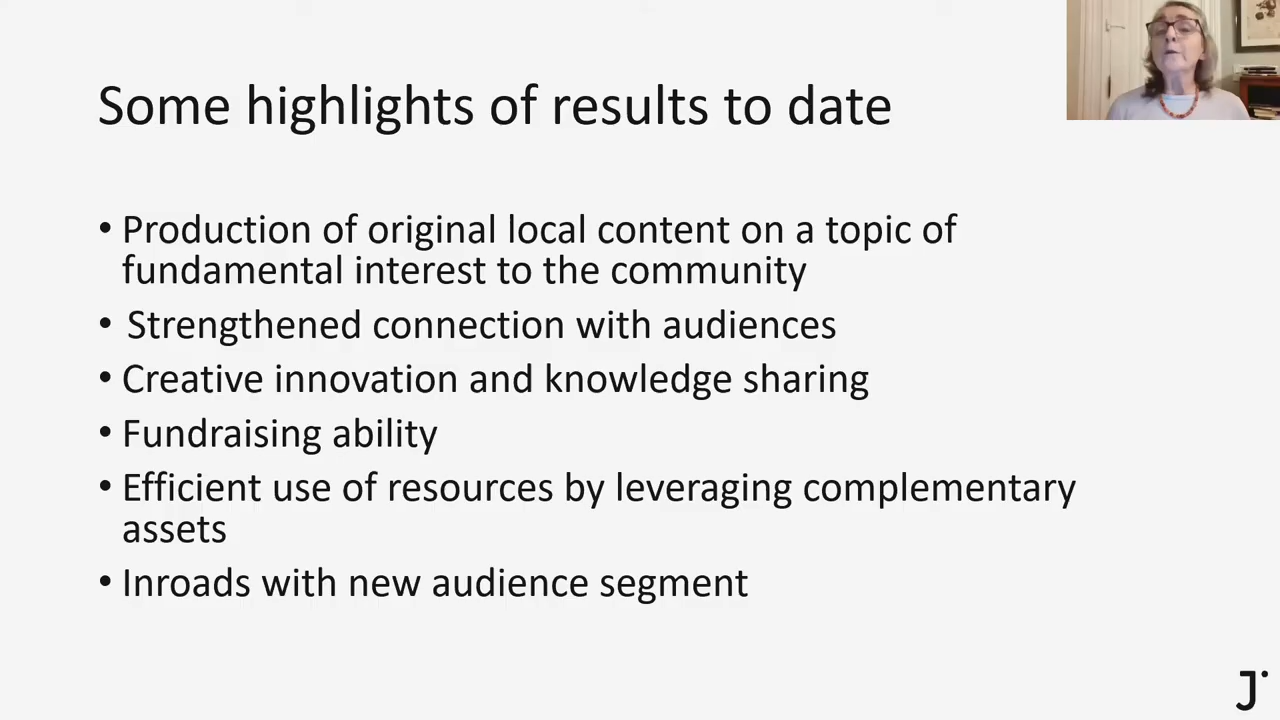 Some highlights of results to date
• Production of original local content on a topic of
fundamental interest to the community
• Strengthened connection with audiences
• Creative innovation and knowledge sharing
• Fundraising ability
• Efficient use of resources by leveraging complementary
assets
• Inroads with new audience segment
J